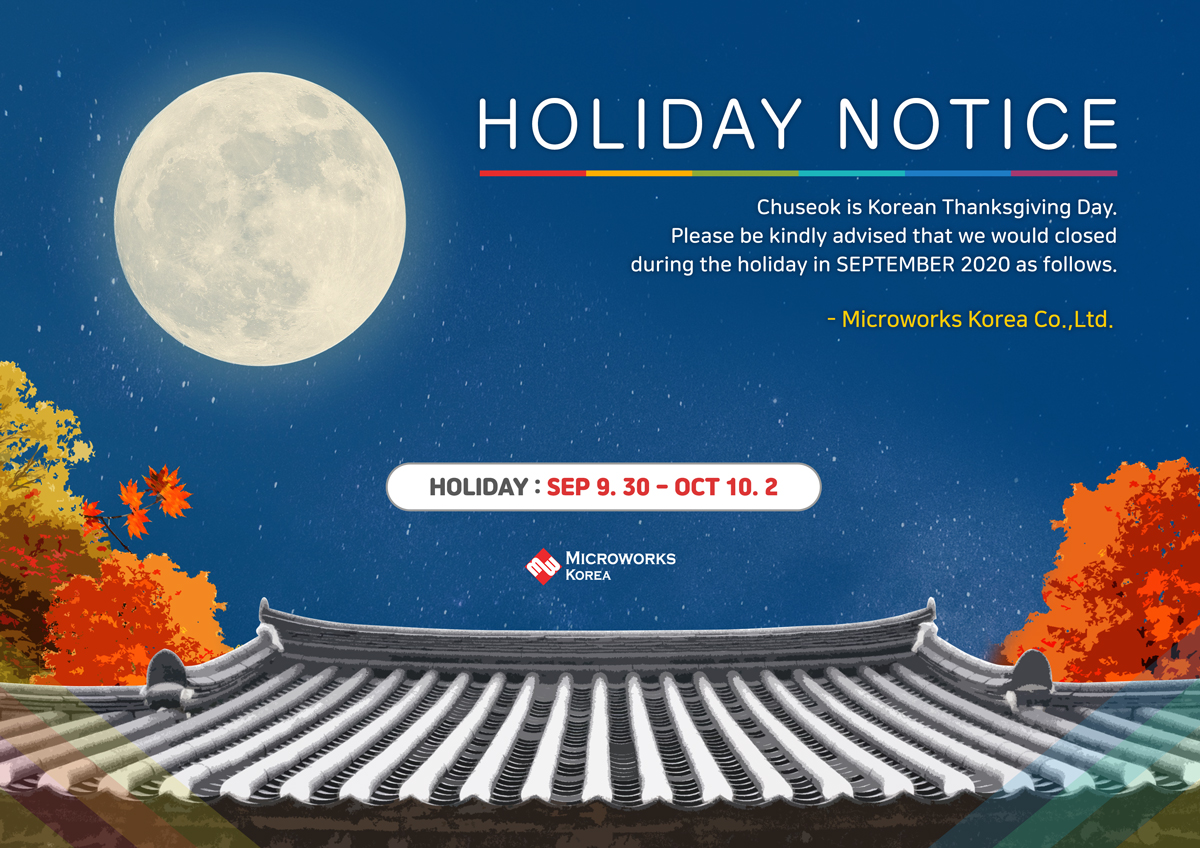 HOLIDAY NOTICE
Chuseok is Korean Thanksgiving Day.
Please be kindly advised that we would closed
during the holiday in SEPTEMBER 2020 as follows.
- Microworks Korea Co.,Ltd.
HOLIDAY : SEP 9. 30 – OCT 10. 2
MICROWORKS
KOREA